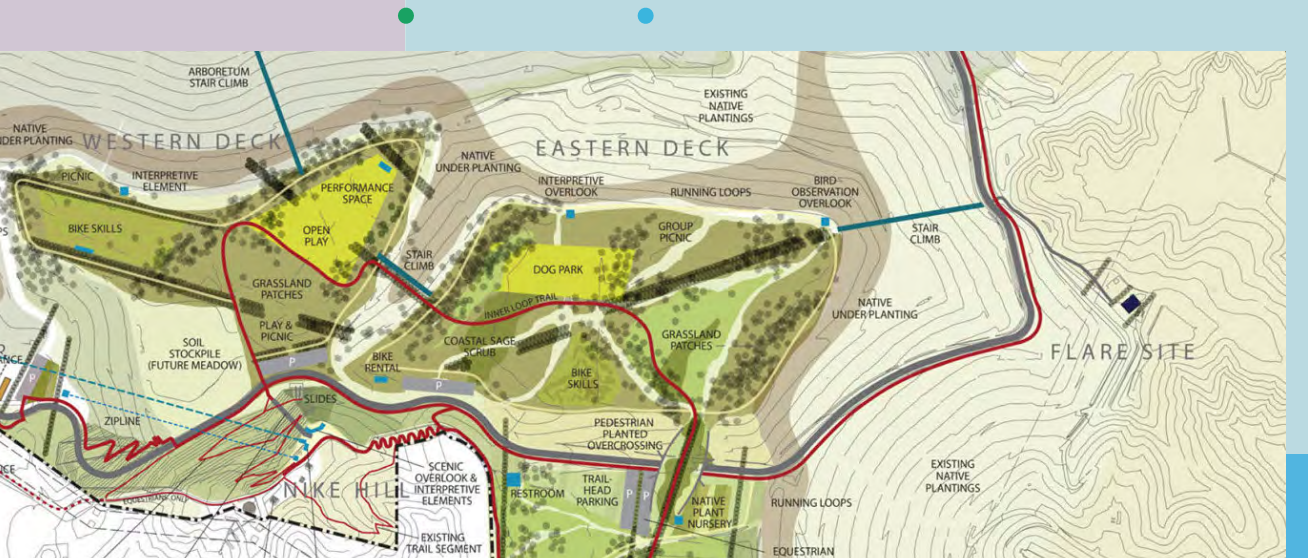 ARBORETUM
STAIR CLIMB
EXISTING
NATIVE
PLANTINGS
NATIVE
UNDER PLANTING
WESTERN DECK
EASTERN DECK
NATIVE
UNDER PLANTING
PICNIC
INTERPRETIVE
ELEMENT
PERFORMANCE
SPACE
INTERPRETIVE
OVERLOOK
RUNNING LOOPS
BIRD
OBSERVATION
OVERLOOK
BIKE SKILLS
OPEN
PLAY
GROUP
PICNIC
STAIR
CLIMB
STAIR
CLIMB
DOG PARK
GRASSLAND
PATCHES
INNER LOOP TRAIL
NATIVE
UNDER PLANTING
PLAY &
PICNIC
COASTAL SAGE
SCRUB
GRASSLAND
PATCHES
FLARE SITE
SOIL
STOCKPILE
(FUTURE MEADOW)
P
BIKE
RENTAL
P
BIKE
SKILLS
P
SLIDES
ZIPLINE
PEDESTRIAN
PLANTED
OVERCROSSING
SCENIC
OVERLOOK &
INTERPRETIVE
ELEMENTS
NIKE HILL
EQUESTRIANS ONLY
RESTROOM
TRAIL-
HEAD
PARKING
P P
NATIVE
PLANT
NURSERY
RUNNING LOOPS
EXISTING
NATIVE
PLANTINGS
EXISTING
TRAIL SEGMENT
EQUESTRIAN